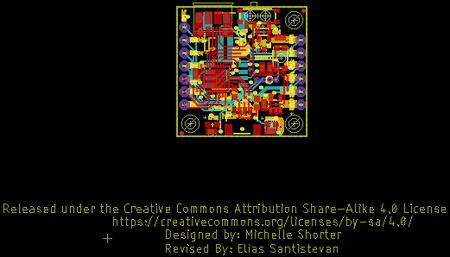 Released under the Creative Commons Attribution Share-Alike 4.0 License
https://creativecommons.org/licenses/by-sa/4.0/
Designed by: Michelle Shorter
Revised By: Elias Santistevan